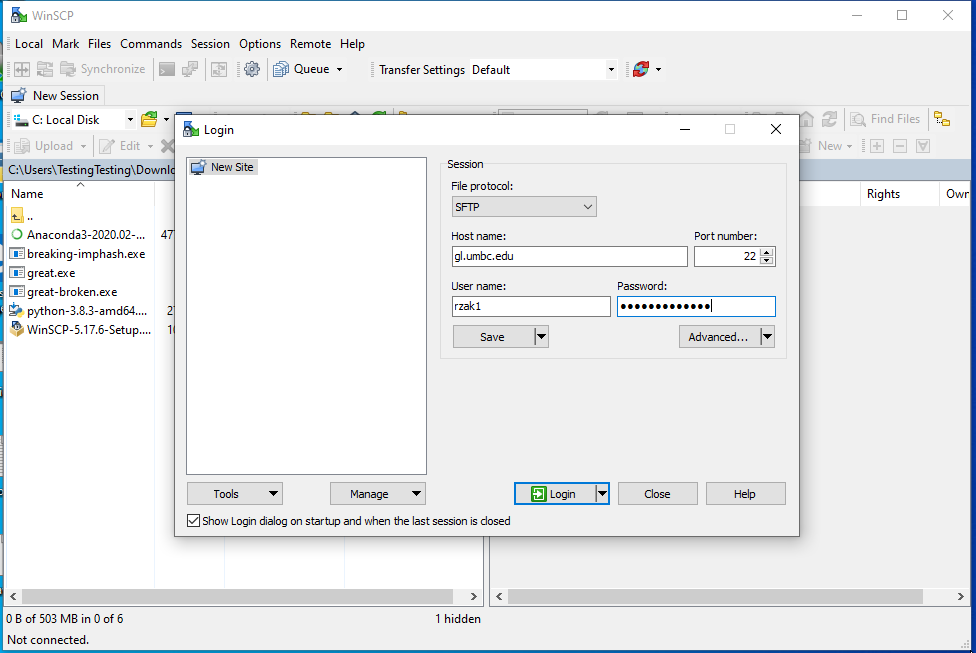 WinSCP
Local Mark Files Commands Session Options Remote Help
Synchronize Queue Transfer Settings Default
New Session
C: Local Disk Find Files
Upload Edit New
C:\Users\TestingTesting\Downlo
Name Rights Own
..
Anaconda3-2020.02-... 47
breaking-imphash.exe
great.exe
great-broken.exe
python-3.8.3-amd64.... 2
WinSCP-5.17.6-Setup.... 10
Login
New Site
Session
File protocol:
SFTP
Host name: Port number:
gl.umbc.edu 22
User name: Password:
rzak1 •••••••••••••
Save Advanced...
Tools Manage Login Close Help
Show Login dialog on startup and when the last session is closed
0 B of 503 MB in 0 of 6 1 hidden
Not connected.